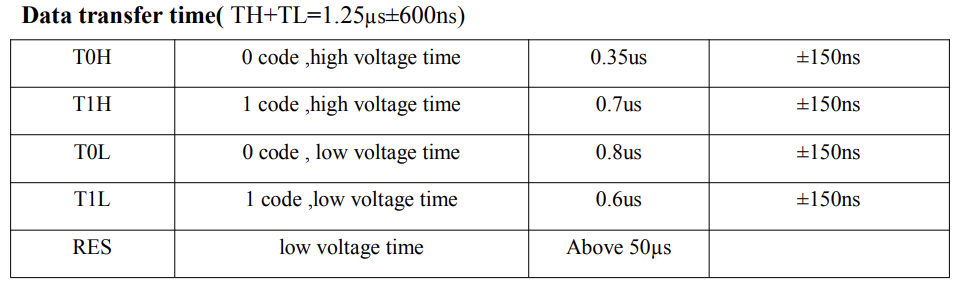 Data transfer time( TH+TL=1.25µs±600ns)
T0H 0 code ,high voltage time 0.35us ±150ns
T1H 1 code ,high voltage time 0.7us ±150ns
T0L 0 code , low voltage time 0.8us ±150ns
T1L 1 code ,low voltage time 0.6us ±150ns
RES low voltage time Above 50µs